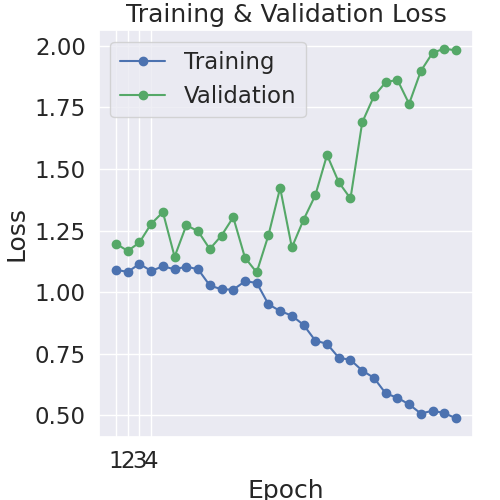 Training & Validation Loss
Training
Validation
2.00
1.75
1.50
1.25
1.00
0.75
0.50
Loss
1234
Epoch